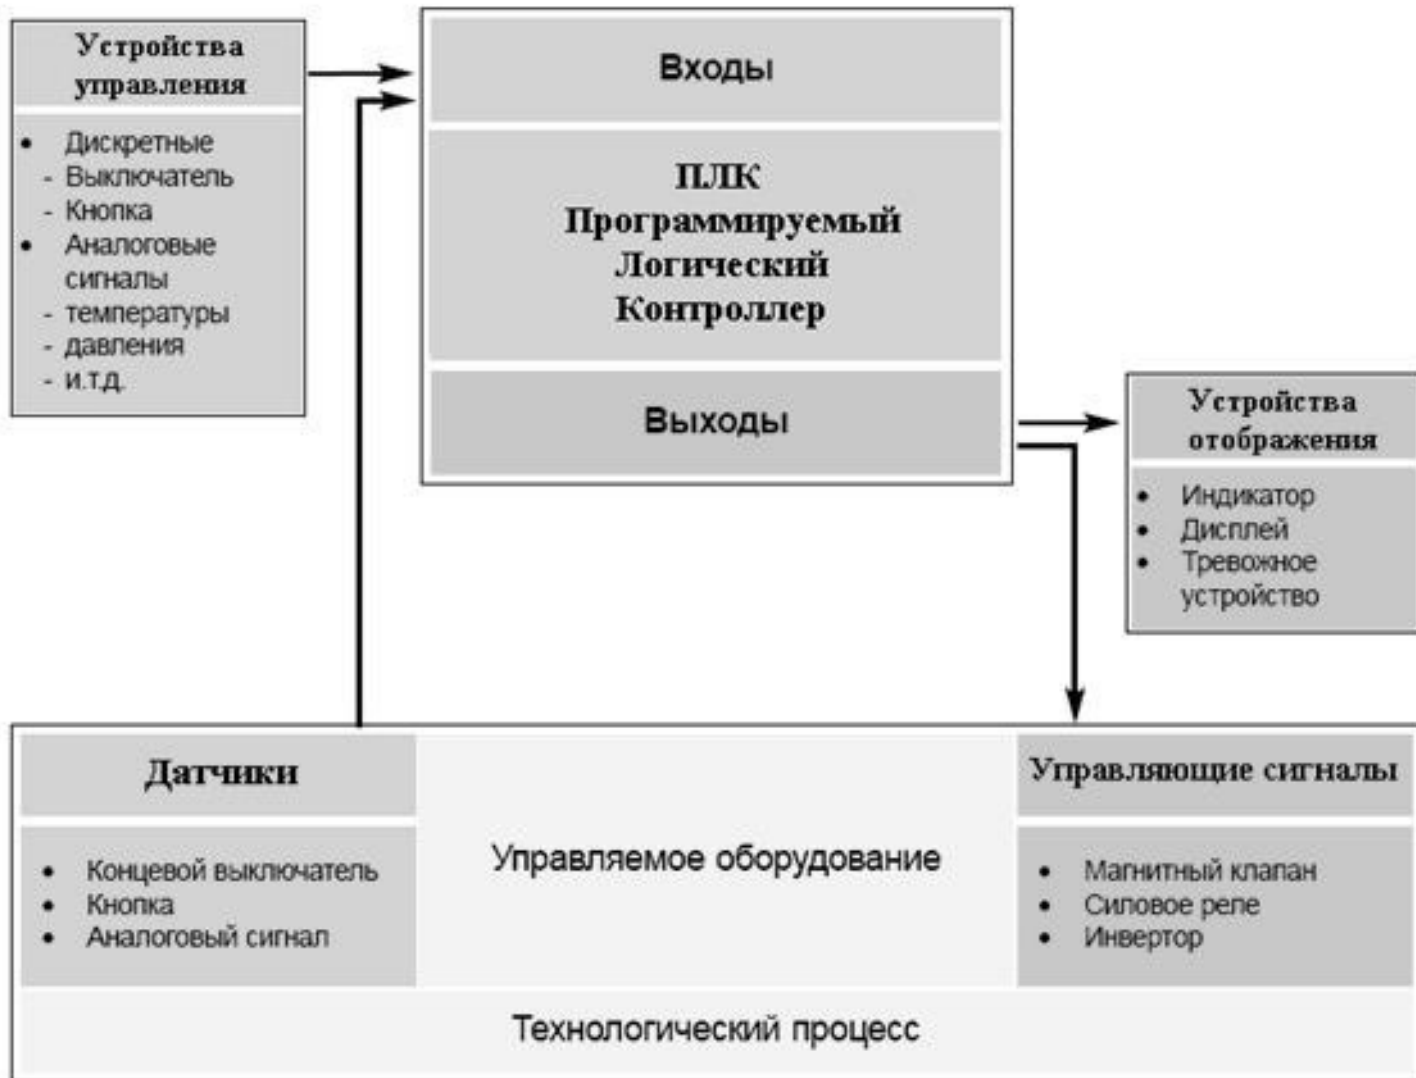 Устройства
управления
• Дискретные
- Выключатель
- Кнопка
• Аналоговые
сигналы
- температуры
- давления
- и.т.д.
Входы
ПЛК
Программируемый
Логический
Контроллер
Выходы
Устройства
отображения
• Индикатор
• Дисплей
• Тревожное
устройство
Датчики
• Концевой выключатель
• Кнопка
• Аналоговый сигнал
Управляемое оборудование
Управляющие сигналы
• Магнитный клапан
• Силовое реле
• Инвертор
Технологический процесс